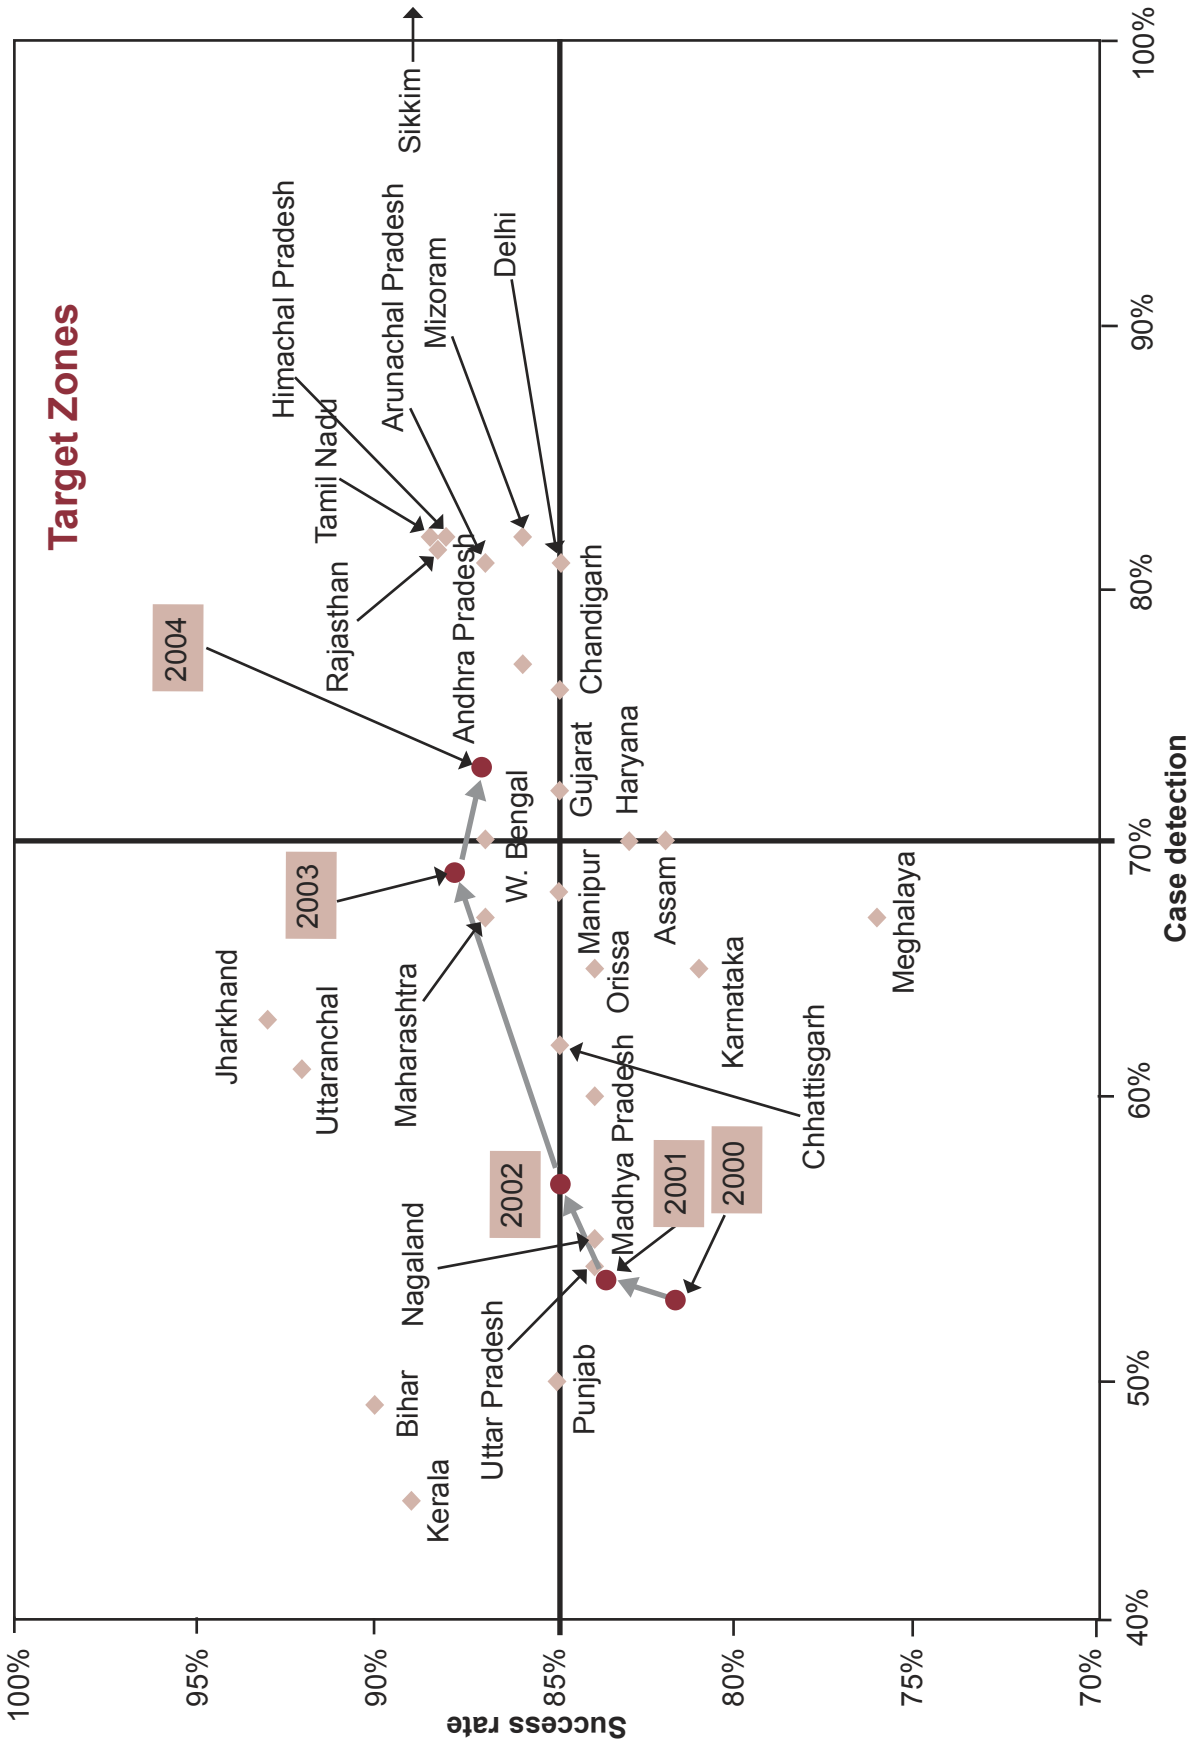 Target Zones
100%
95%
90%
85%
80%
75%
70%
Success rate
40%
50%
60%
70%
80%
90%
100%
Case detection
2004
2003
2002
2001
2000
Sikkim
Himachal Pradesh
Tamil Nadu
Arunachal Pradesh
Mizoram
Delhi
Rajasthan
Andhra Pradesh
Chandigarh
Gujarat
Haryana
W. Bengal
Manipur
Assam
Orissa
Meghalaya
Karnataka
Jharkhand
Uttaranchal
Maharashtra
Chhattisgarh
Madhya Pradesh
Nagaland
Uttar Pradesh
Punjab
Bihar
Kerala